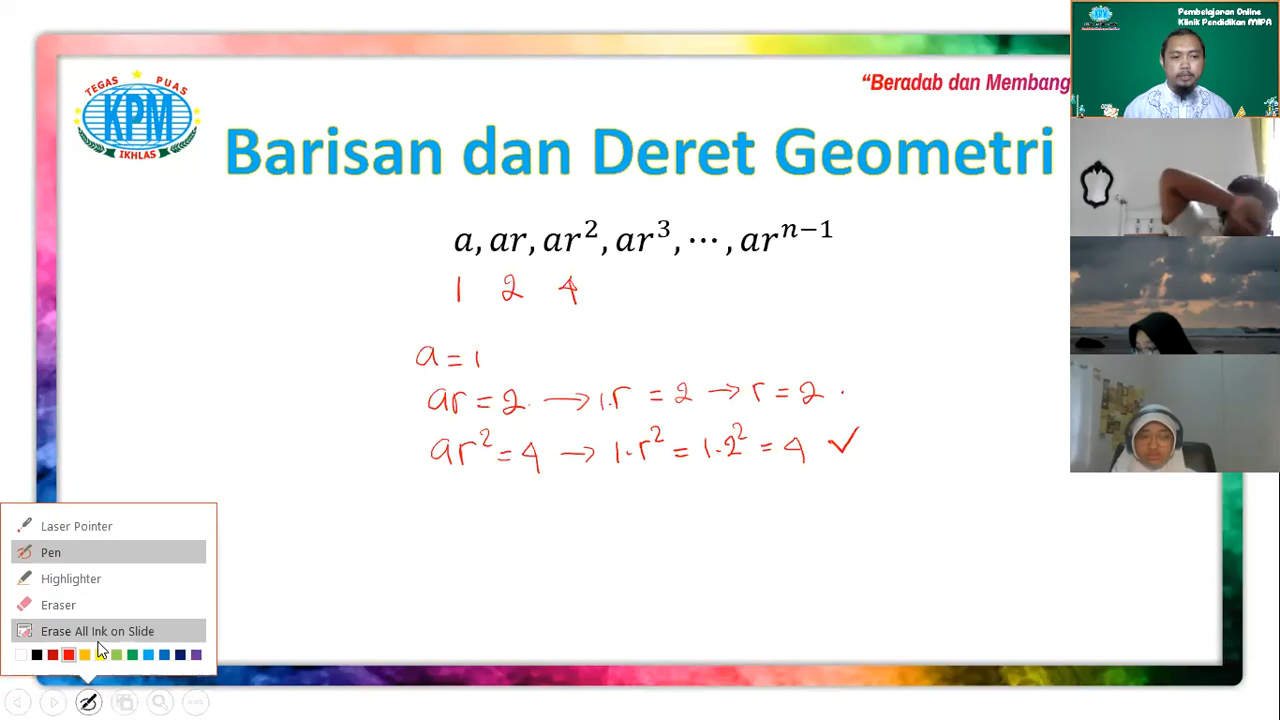 Pembelajaran Online
Klinik Pendidikan MIPA
"Beradab dan Membang
TEGAS PUAS
KPM
IKHLAS
Barisan dan Deret Geometri
a, ar, ar², ar³, ⋯, arⁿ⁻¹
1 2 4
a = 1
ar = 2 → 1.r = 2 → r = 2
ar² = 4 → 1.r² = 1.2² = 4 ✓
Laser Pointer
Pen
Highlighter
Eraser
Erase All Ink on Slide